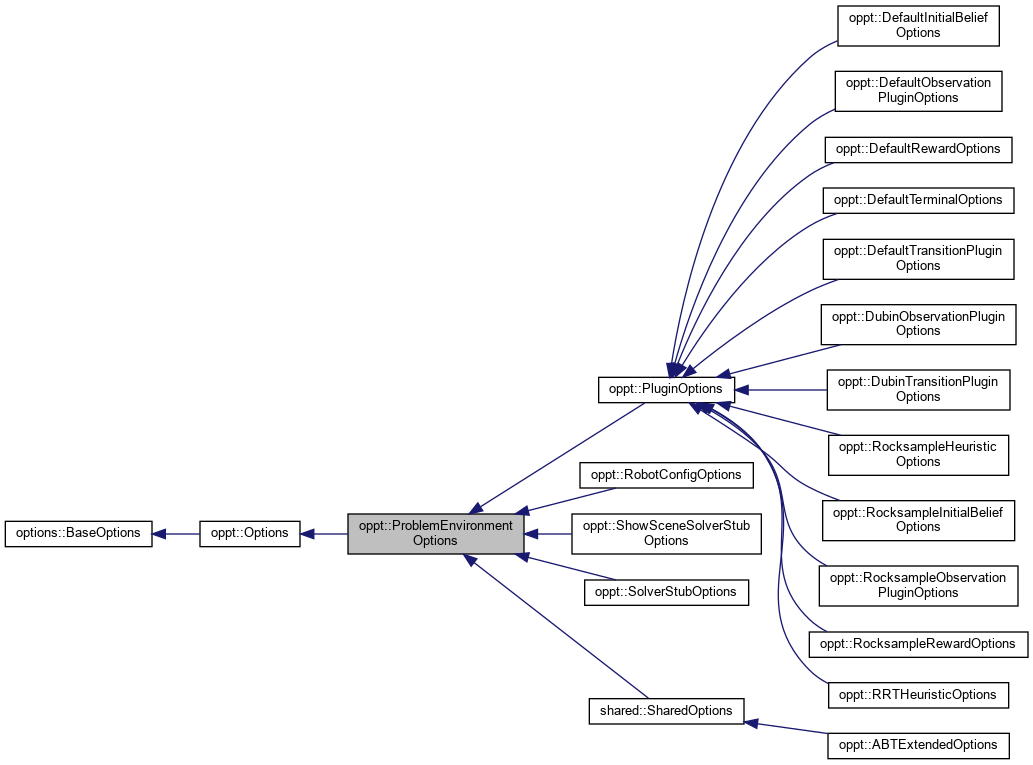 oppt::DefaultInitialBelief
Options
oppt::DefaultObservation
PluginOptions
oppt::DefaultRewardOptions
oppt::DefaultTerminalOptions
oppt::DefaultTransitionPlugin
Options
oppt::DubinObservationPlugin
Options
oppt::PluginOptions
oppt::DubinTransitionPlugin
Options
oppt::RocksampleHeuristic
Options
oppt::RobotConfigOptions
oppt::RocksampleInitialBelief
Options
options::BaseOptions
oppt::Options
oppt::ProblemEnvironment
Options
oppt::ShowSceneSolverStub
Options
oppt::RocksampleObservation
PluginOptions
oppt::SolverStubOptions
oppt::RocksampleRewardOptions
oppt::RRTHeuristicOptions
shared::SharedOptions
oppt::ABTExtendedOptions